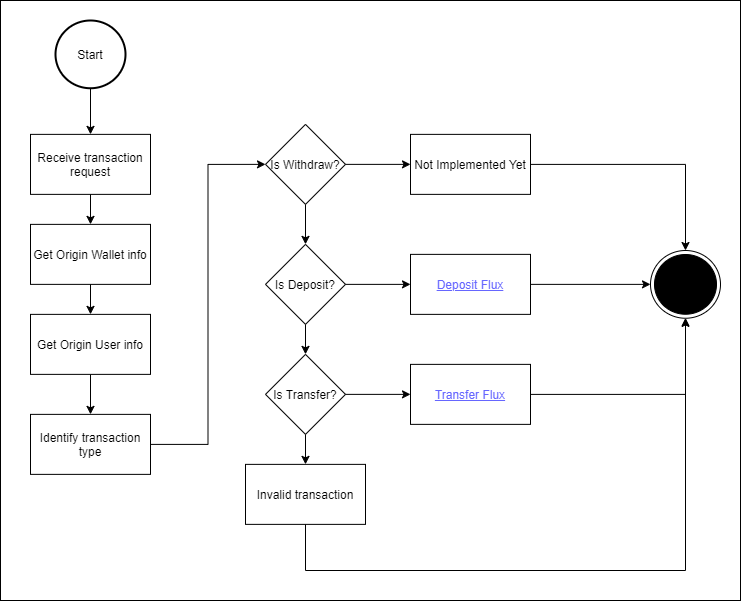 Start
Receive transaction
request
Get Origin Wallet info
Get Origin User info
Identify transaction
type
Is Withdraw?
Not Implemented Yet
Is Deposit?
Deposit Flux
Is Transfer?
Transfer Flux
Invalid transaction